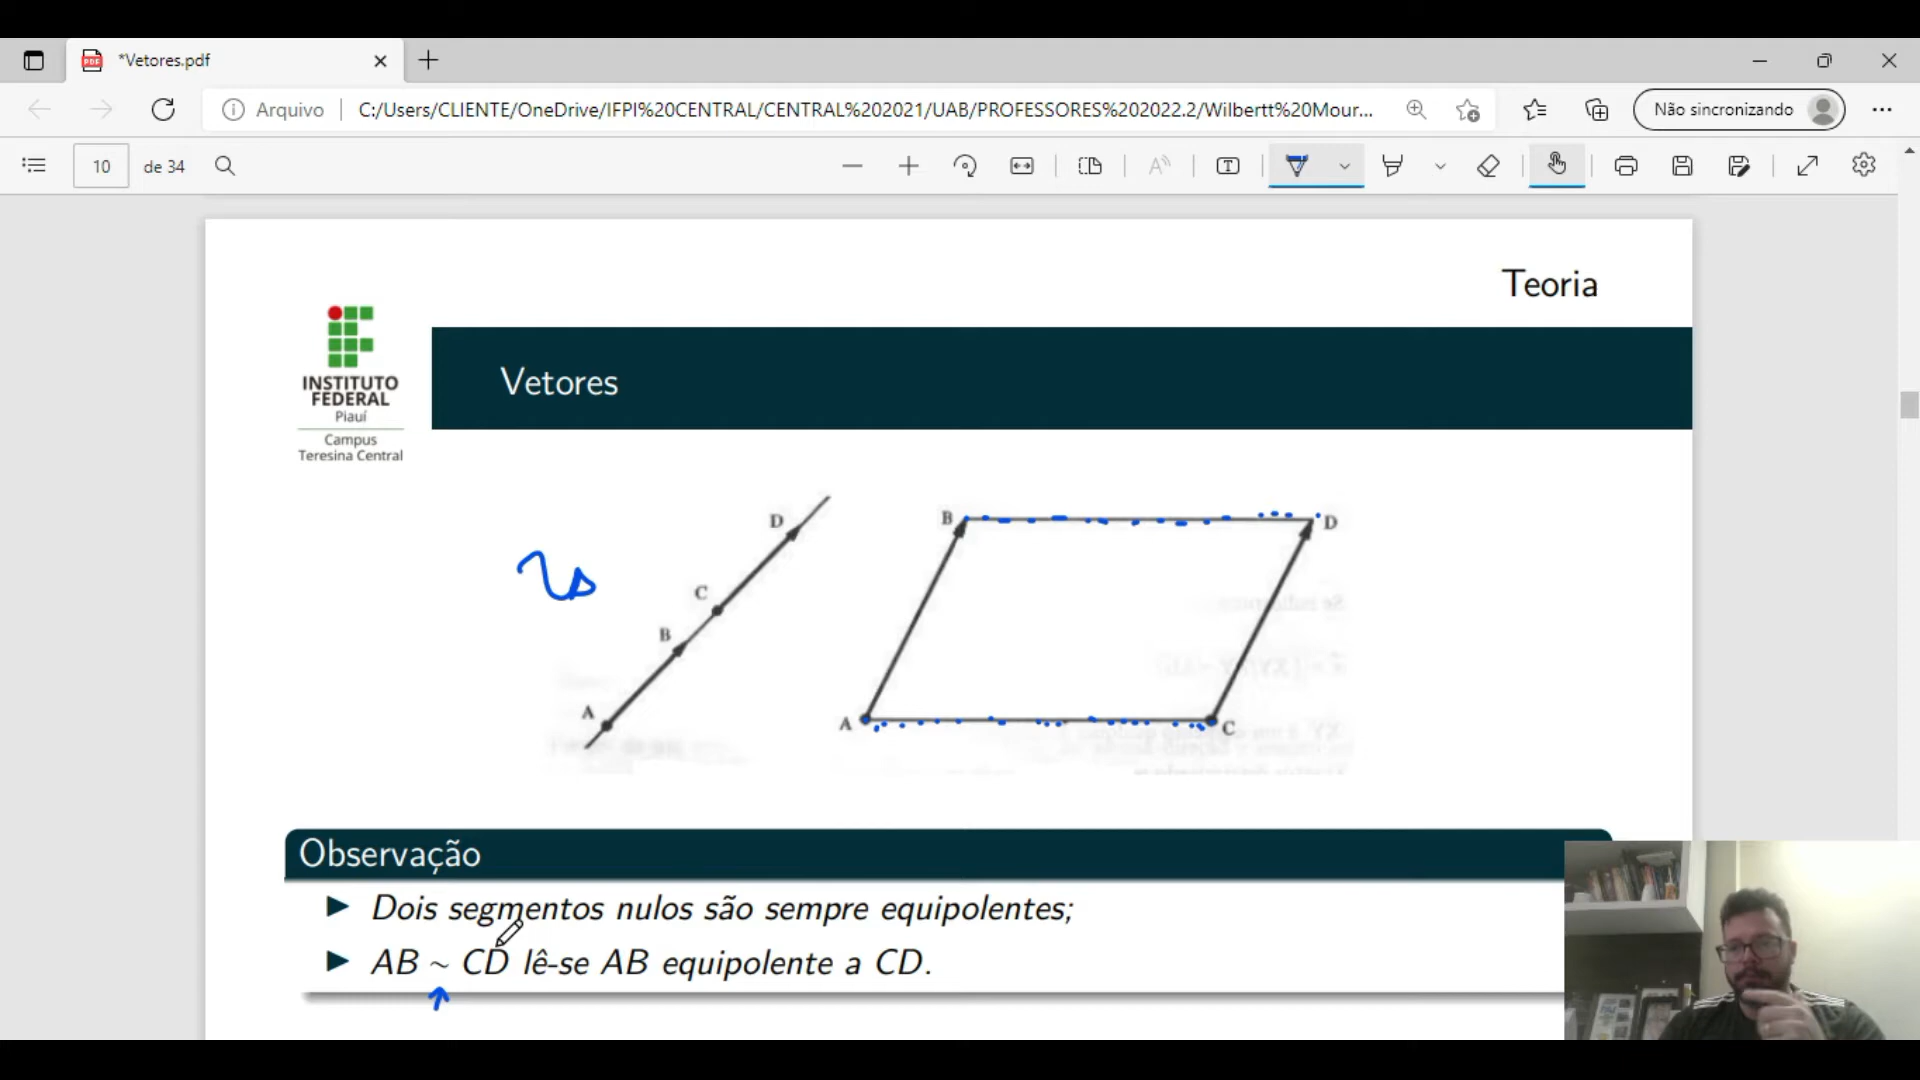 *Vetores.pdf
Arquivo
C:/Users/CLIENTE/OneDrive/IFPI%20CENTRAL/CENTRAL%202021/UAB/PROFESSORES%202022.2/Wilbertt%20Mour...
Não sincronizando
10 de 34
Teoria
INSTITUTO
FEDERAL
Piauí
Campus
Teresina Central
Vetores
D
C
B
A
B
D
A
C
Observação
Dois segmentos nulos são sempre equipolentes;
AB ~ CD lê-se AB equipolente a CD.